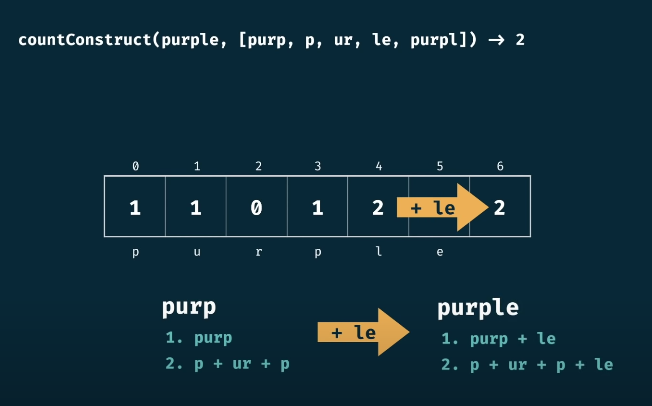 countConstruct(purple, [purp, p, ur, le, purpl]) → 2
0 1 2 3 4 5 6
1 1 0 1 2 + le 2
p u r p l e
purp
1. purp
2. p + ur + p
+ le
purple
1. purp + le
2. p + ur + p + le